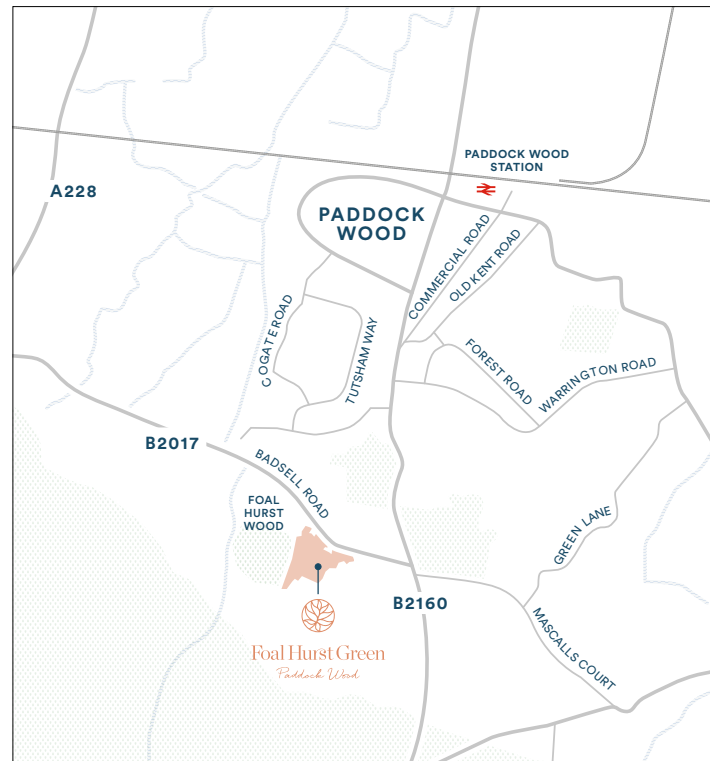 PADDOCK WOOD
STATION
A228
PADDOCK
WOOD
COMMERCIAL ROAD
OLD KENT ROAD
C OGATE ROAD
TUTSHAM WAY
FOREST ROAD
WARRINGTON ROAD
B2017
BADSELL ROAD
FOAL
HURST
WOOD
GREEN LANE
B2160
MASCALLS COURT
Foal Hurst Green
Paddock Wood